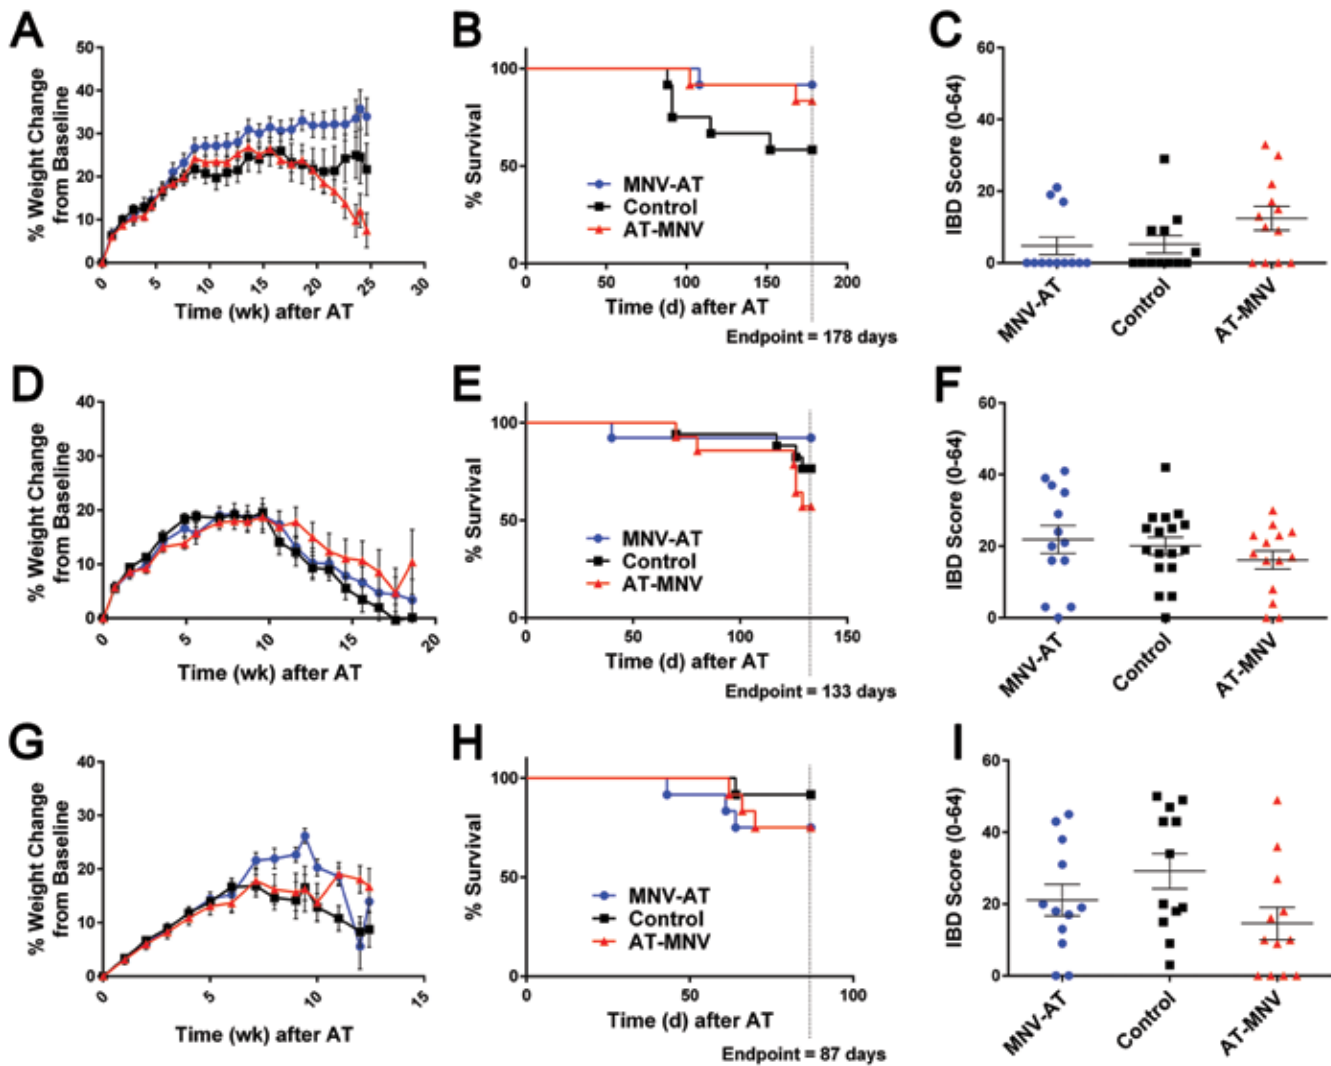 A
% Weight Change
from Baseline
50
40
30
20
10
0
0 5 10 15 20 25 30
Time (wk) after AT
B
% Survival
100
50
0
0 50 100 150 200
MNV-AT
Control
AT-MNV
Time (d) after AT
Endpoint = 178 days
C
IBD Score (0-64)
60
40
20
0
MNV-AT
Control
AT-MNV
D
% Weight Change
from Baseline
40
30
20
10
0
0 5 10 15 20
Time (wk) after AT
E
% Survival
100
50
0
0 50 100 150
MNV-AT
Control
AT-MNV
Time (d) after AT
Endpoint = 133 days
F
IBD Score (0-64)
60
40
20
0
MNV-AT
Control
AT-MNV
G
% Weight Change
from Baseline
40
30
20
10
0
0 5 10 15
Time (wk) after AT
H
% Survival
100
50
0
0 50 100
MNV-AT
Control
AT-MNV
Time (d) after AT
Endpoint = 87 days
I
IBD Score (0-64)
60
40
20
0
MNV-AT
Control
AT-MNV